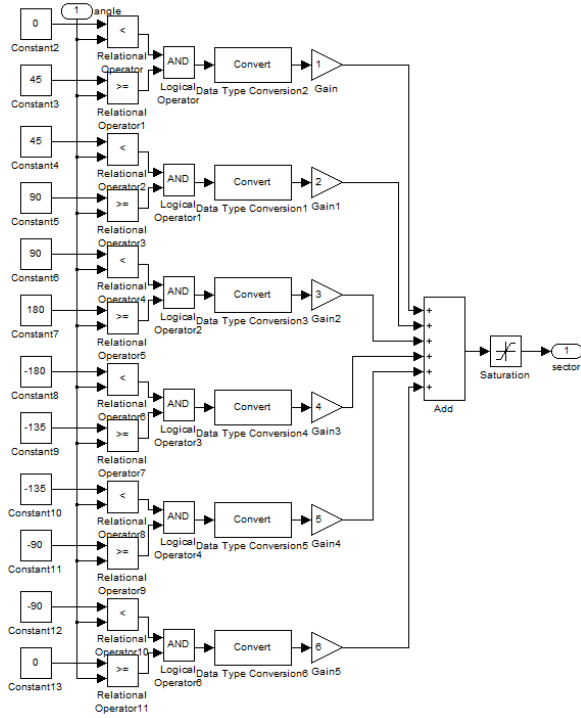 1
angle
0
Constant2
<
Relational
Operator
45
Constant3
>=
Relational
Operator1
AND
Logical
Operator
Convert
Data Type Conversion2
1
Gain
45
Constant4
<
Relational
Operator2
90
Constant5
>=
Relational
Operator3
AND
Logical
Operator1
Convert
Data Type Conversion1
2
Gain1
90
Constant6
<
Relational
Operator4
180
Constant7
>=
Relational
Operator5
AND
Logical
Operator2
Convert
Data Type Conversion3
3
Gain2
-180
Constant8
<
Relational
Operator6
-135
Constant9
>=
Relational
Operator7
AND
Logical
Operator3
Convert
Data Type Conversion4
4
Gain3
-135
Constant10
<
Relational
Operator8
-90
Constant11
>=
Relational
Operator9
AND
Logical
Operator4
Convert
Data Type Conversion5
5
Gain4
-90
Constant12
<
Relational
Operator10
0
Constant13
>=
Relational
Operator11
AND
Logical
Operator6
Convert
Data Type Conversion6
6
Gain5
+
+
+
+
+
+
Add
Saturation
1
sector